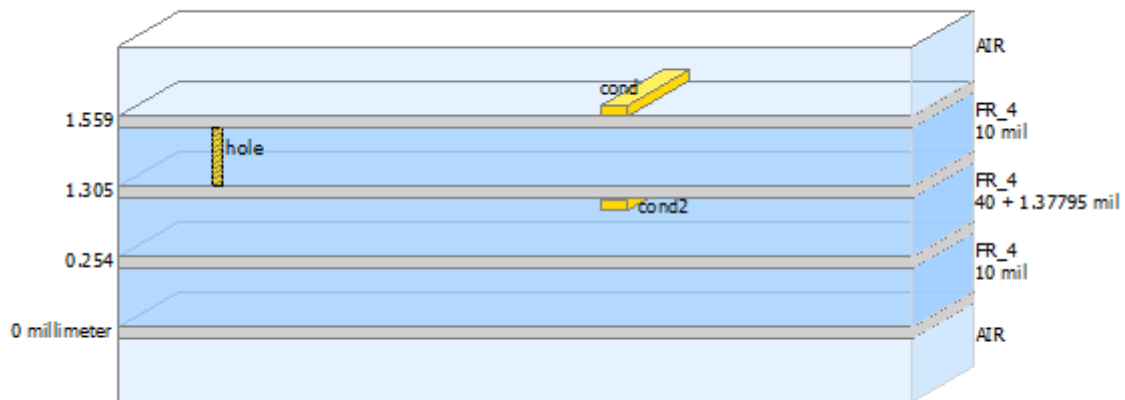 AIR
cond
1.559
FR_4
10 mil
hole
1.305
FR_4
40 + 1.37795 mil
cond2
0.254
FR_4
10 mil
0 millimeter
AIR